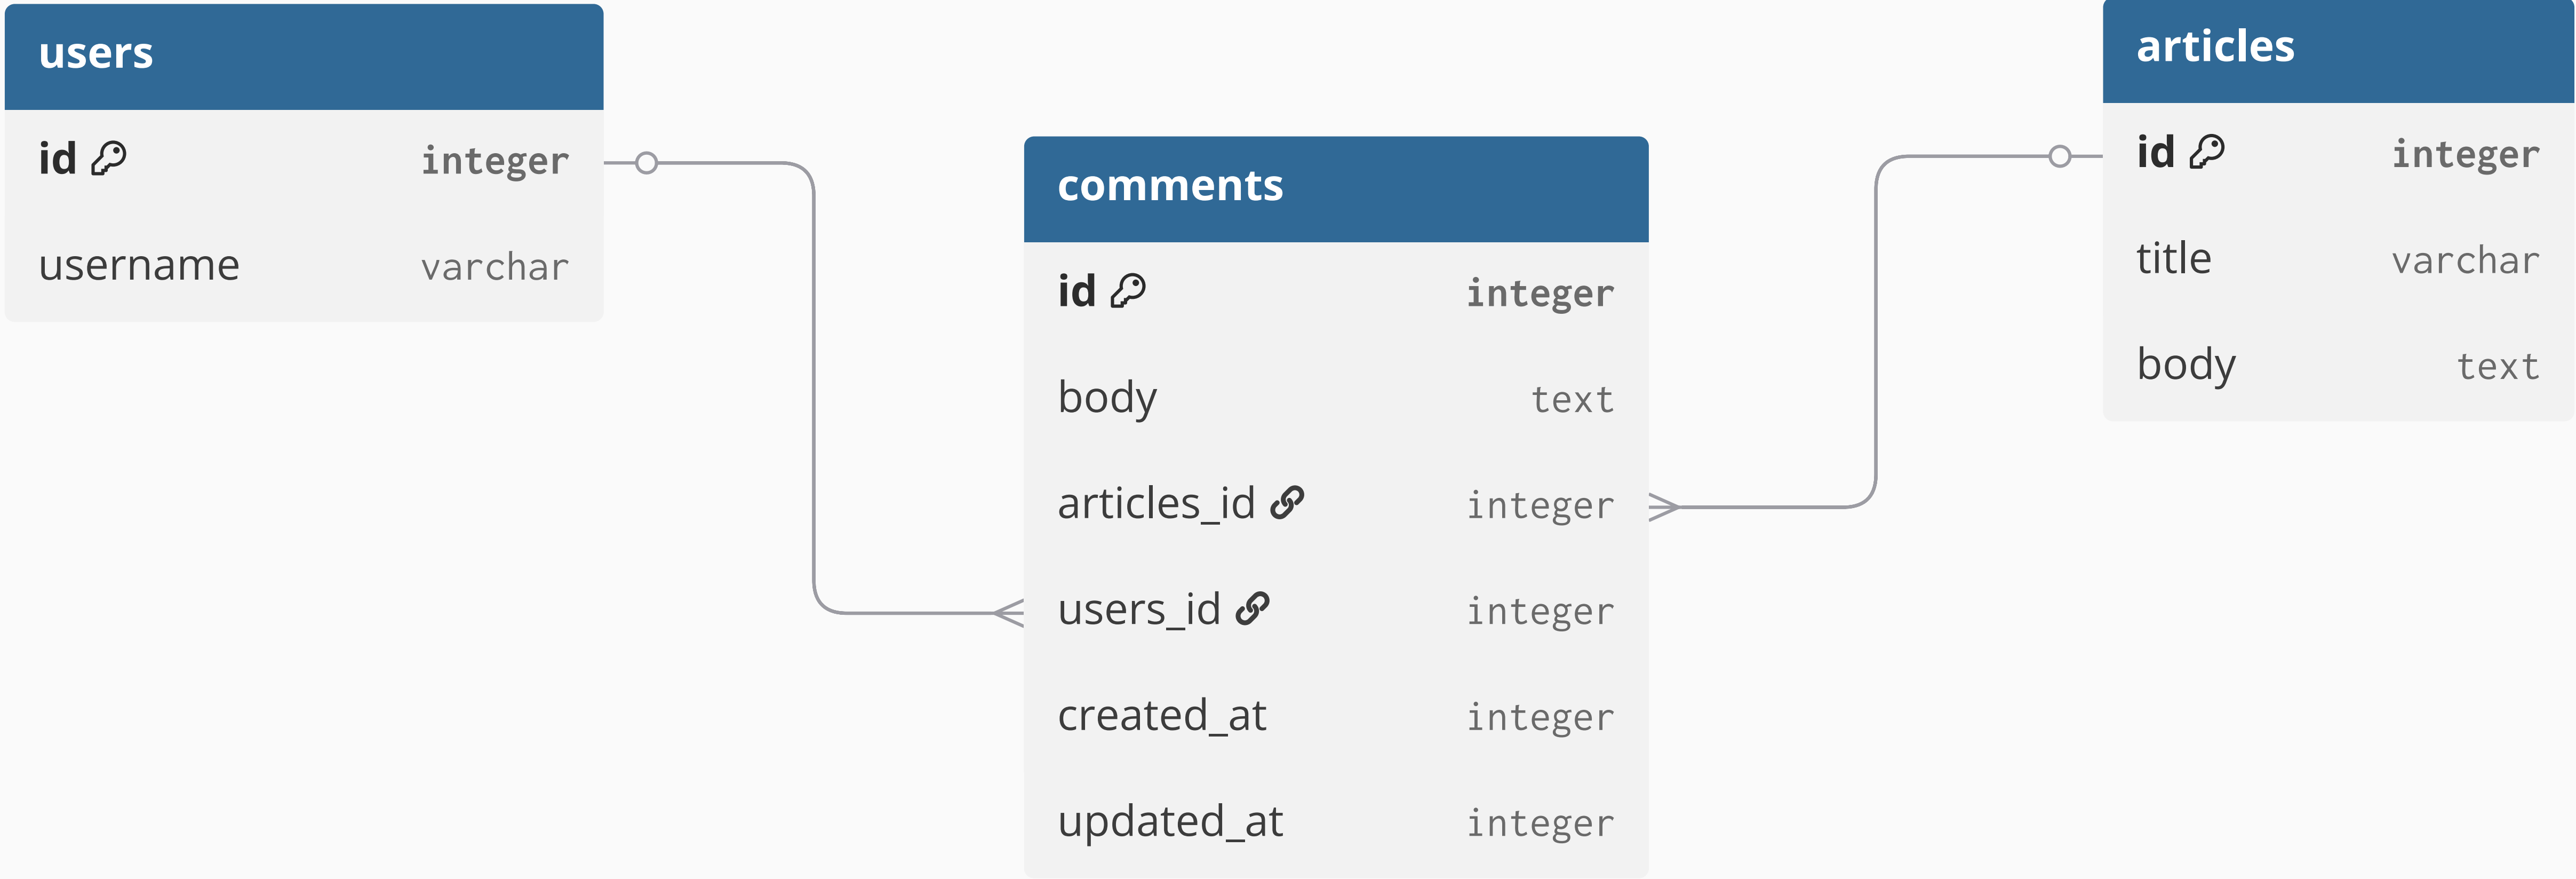 users
id integer
username varchar
comments
id integer
body text
articles_id integer
users_id integer
created_at integer
updated_at integer
articles
id integer
title varchar
body text